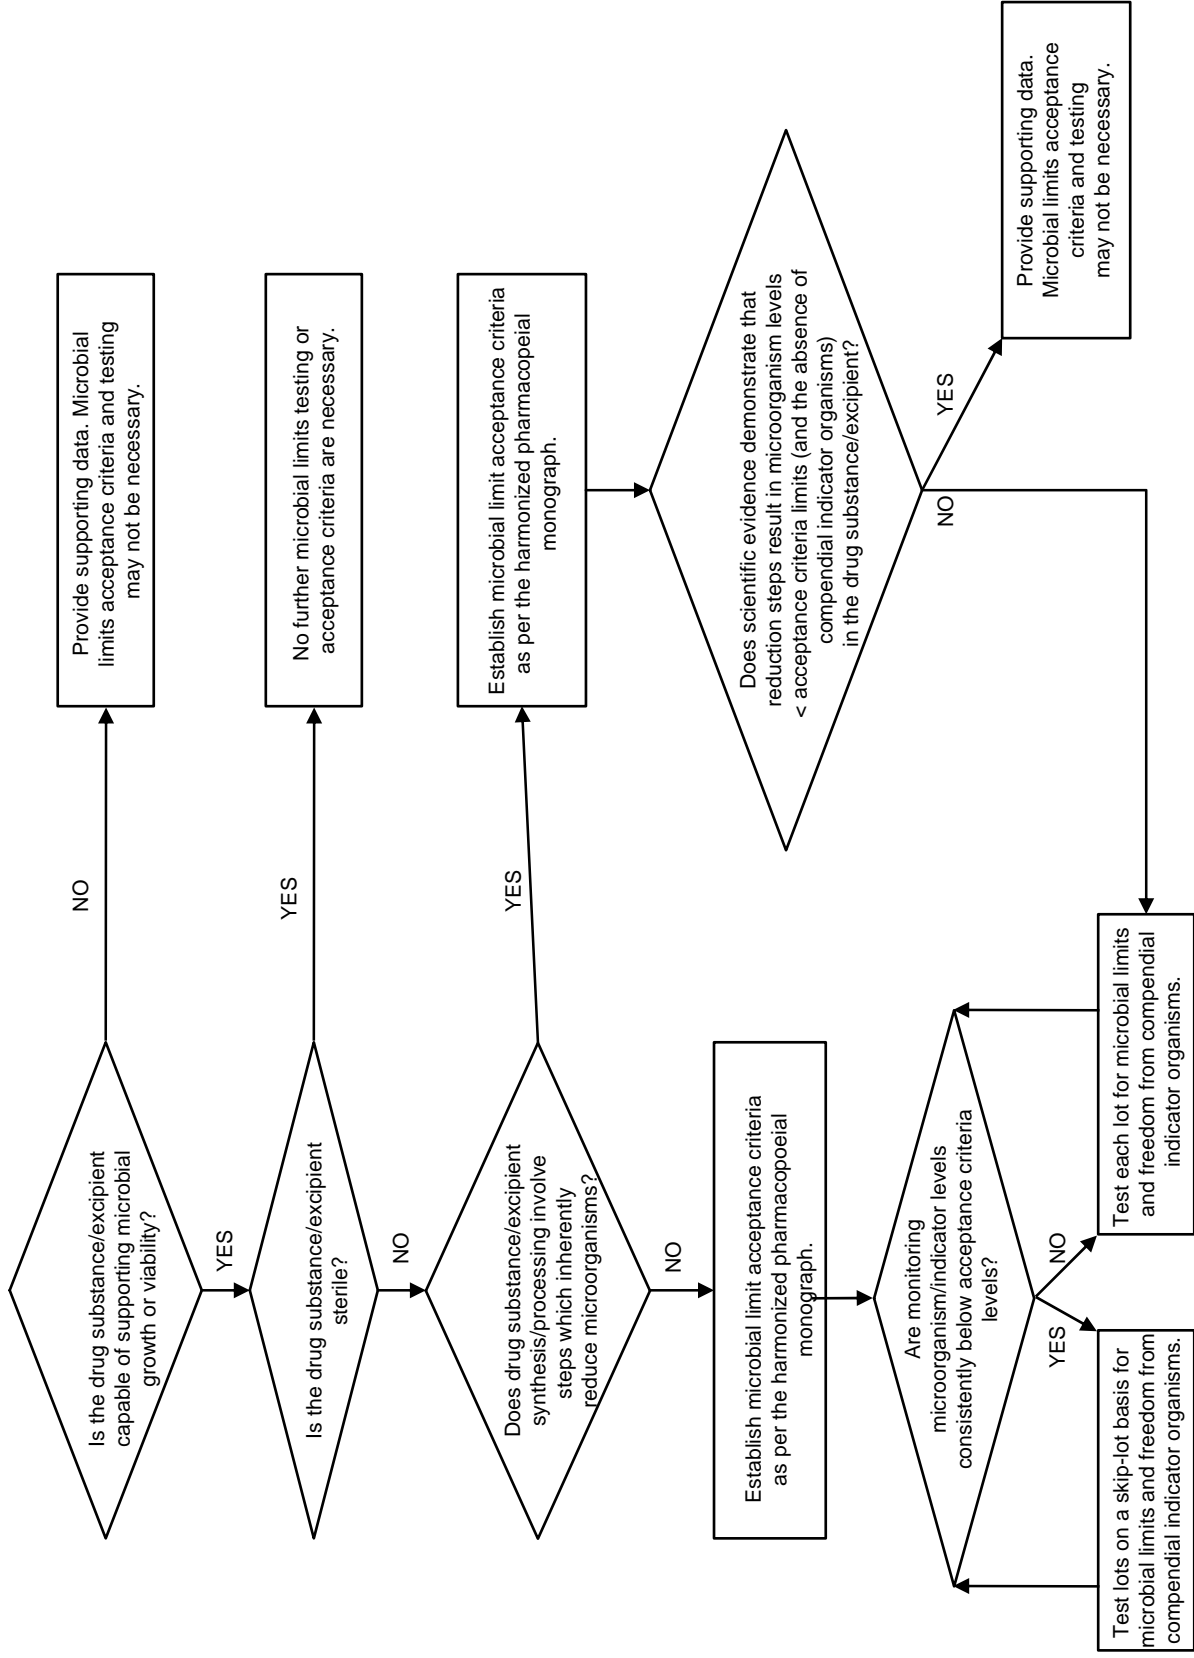 Is the drug substance/excipient
capable of supporting microbial
growth or viability?
NO
Provide supporting data. Microbial
limits acceptance criteria and testing
may not be necessary.
YES
Is the drug substance/excipient
sterile?
YES
No further microbial limits testing or
acceptance criteria are necessary.
NO
Does drug substance/excipient
synthesis/processing involve
steps which inherently
reduce microorganisms?
YES
Establish microbial limit acceptance criteria
as per the harmonized pharmacopeial
monograph.
NO
Establish microbial limit acceptance criteria
as per the harmonized pharmacopoeial
monograph.
Does scientific evidence demonstrate that
reduction steps result in microorganism levels
< acceptance criteria limits (and the absence of
compendial indicator organisms)
in the drug substance/excipient?
YES
Provide supporting data.
Microbial limits acceptance
criteria and testing
may not be necessary.
NO
Are monitoring
microorganism/indicator levels
consistently below acceptance criteria
levels?
YES
NO
Test lots on a skip-lot basis for
microbial limits and freedom from
compendial indicator organisms.
Test each lot for microbial limits
and freedom from compendial
indicator organisms.